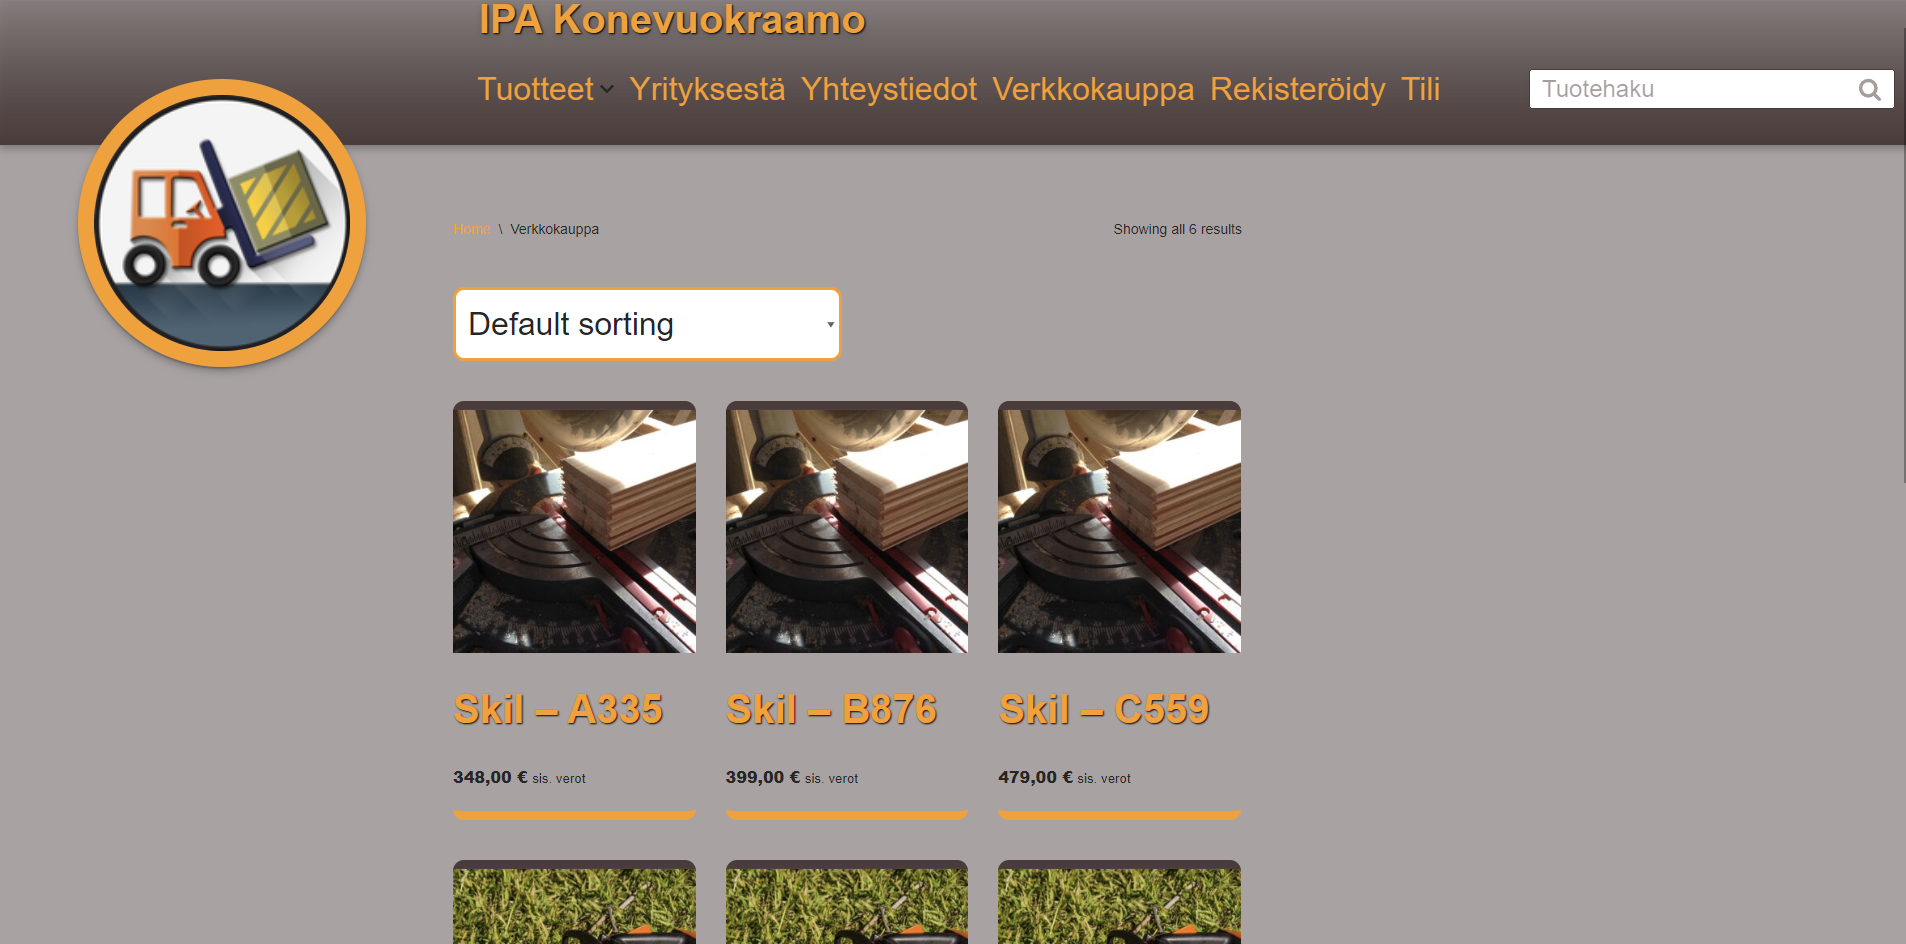 IPA Konevuokraamo
Tuotteet Yrityksestä Yhteystiedot Verkkokauppa Rekisteröidy Tili
Tuotehaku
Home \ Verkkokauppa
Showing all 6 results
Default sorting
Skil – A335
348,00 € sis. verot
Skil – B876
399,00 € sis. verot
Skil – C559
479,00 € sis. verot